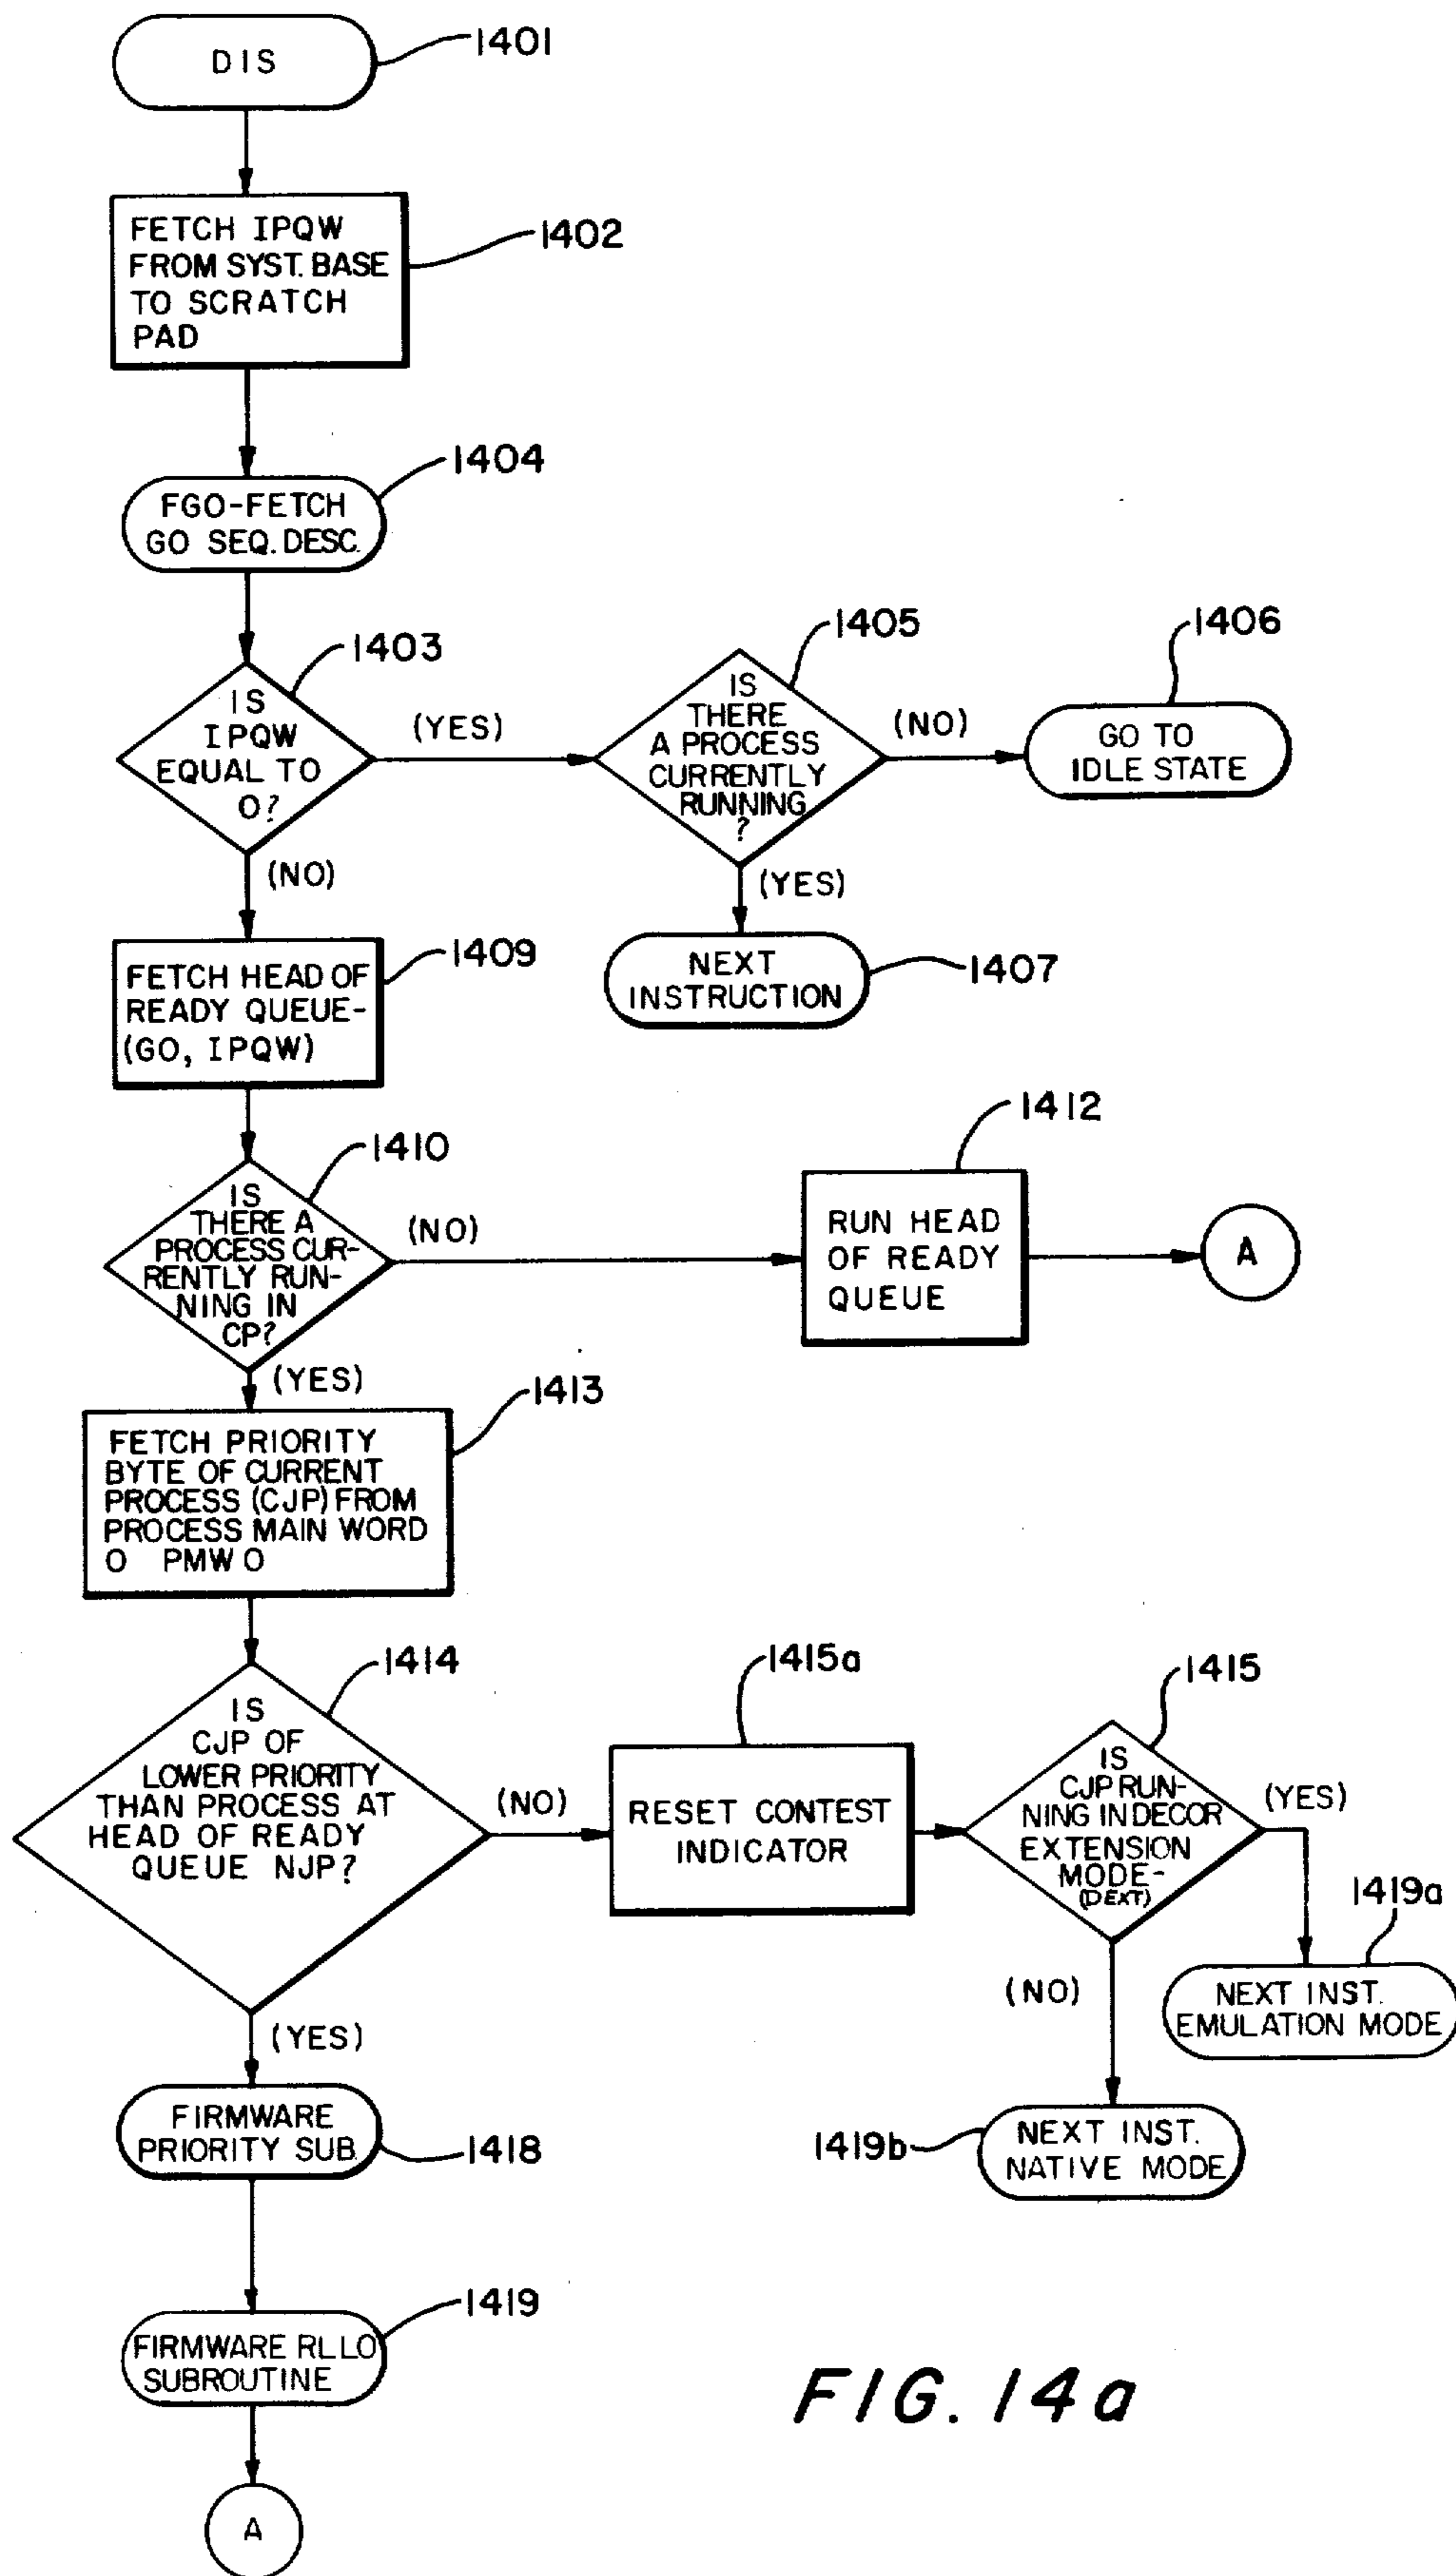 DIS
1401
FETCH IPQW
FROM SYST. BASE
TO SCRATCH
PAD
1402
FGO-FETCH
GO SEQ. DESC.
1404
IS
IPQW
EQUAL TO
0?
1403
(YES)
(NO)
IS
THERE
A PROCESS
CURRENTLY
RUNNING
?
1405
(NO)
(YES)
GO TO
IDLE STATE
1406
NEXT
INSTRUCTION
1407
FETCH HEAD OF
READY QUEUE-
(GO, IPQW)
1409
IS
THERE A
PROCESS CUR-
RENTLY RUN-
NING IN
CP?
1410
(NO)
(YES)
RUN HEAD
OF READY
QUEUE
1412
A
FETCH PRIORITY
BYTE OF CURRENT
PROCESS (CJP) FROM
PROCESS MAIN WORD
0 PMW 0
1413
IS
CJP OF
LOWER PRIORITY
THAN PROCESS AT
HEAD OF READY
QUEUE NJP?
1414
(NO)
(YES)
RESET CONTEST
INDICATOR
1415a
IS
CJP RUN-
NING IN DECOR
EXTENSION
MODE-
(DEXT)
1415
(YES)
(NO)
NEXT INST.
EMULATION MODE
1419a
NEXT INST.
NATIVE MODE
1419b
FIRMWARE
PRIORITY SUB.
1418
FIRMWARE RLLO
SUBROUTINE
1419
A
FIG. 14a